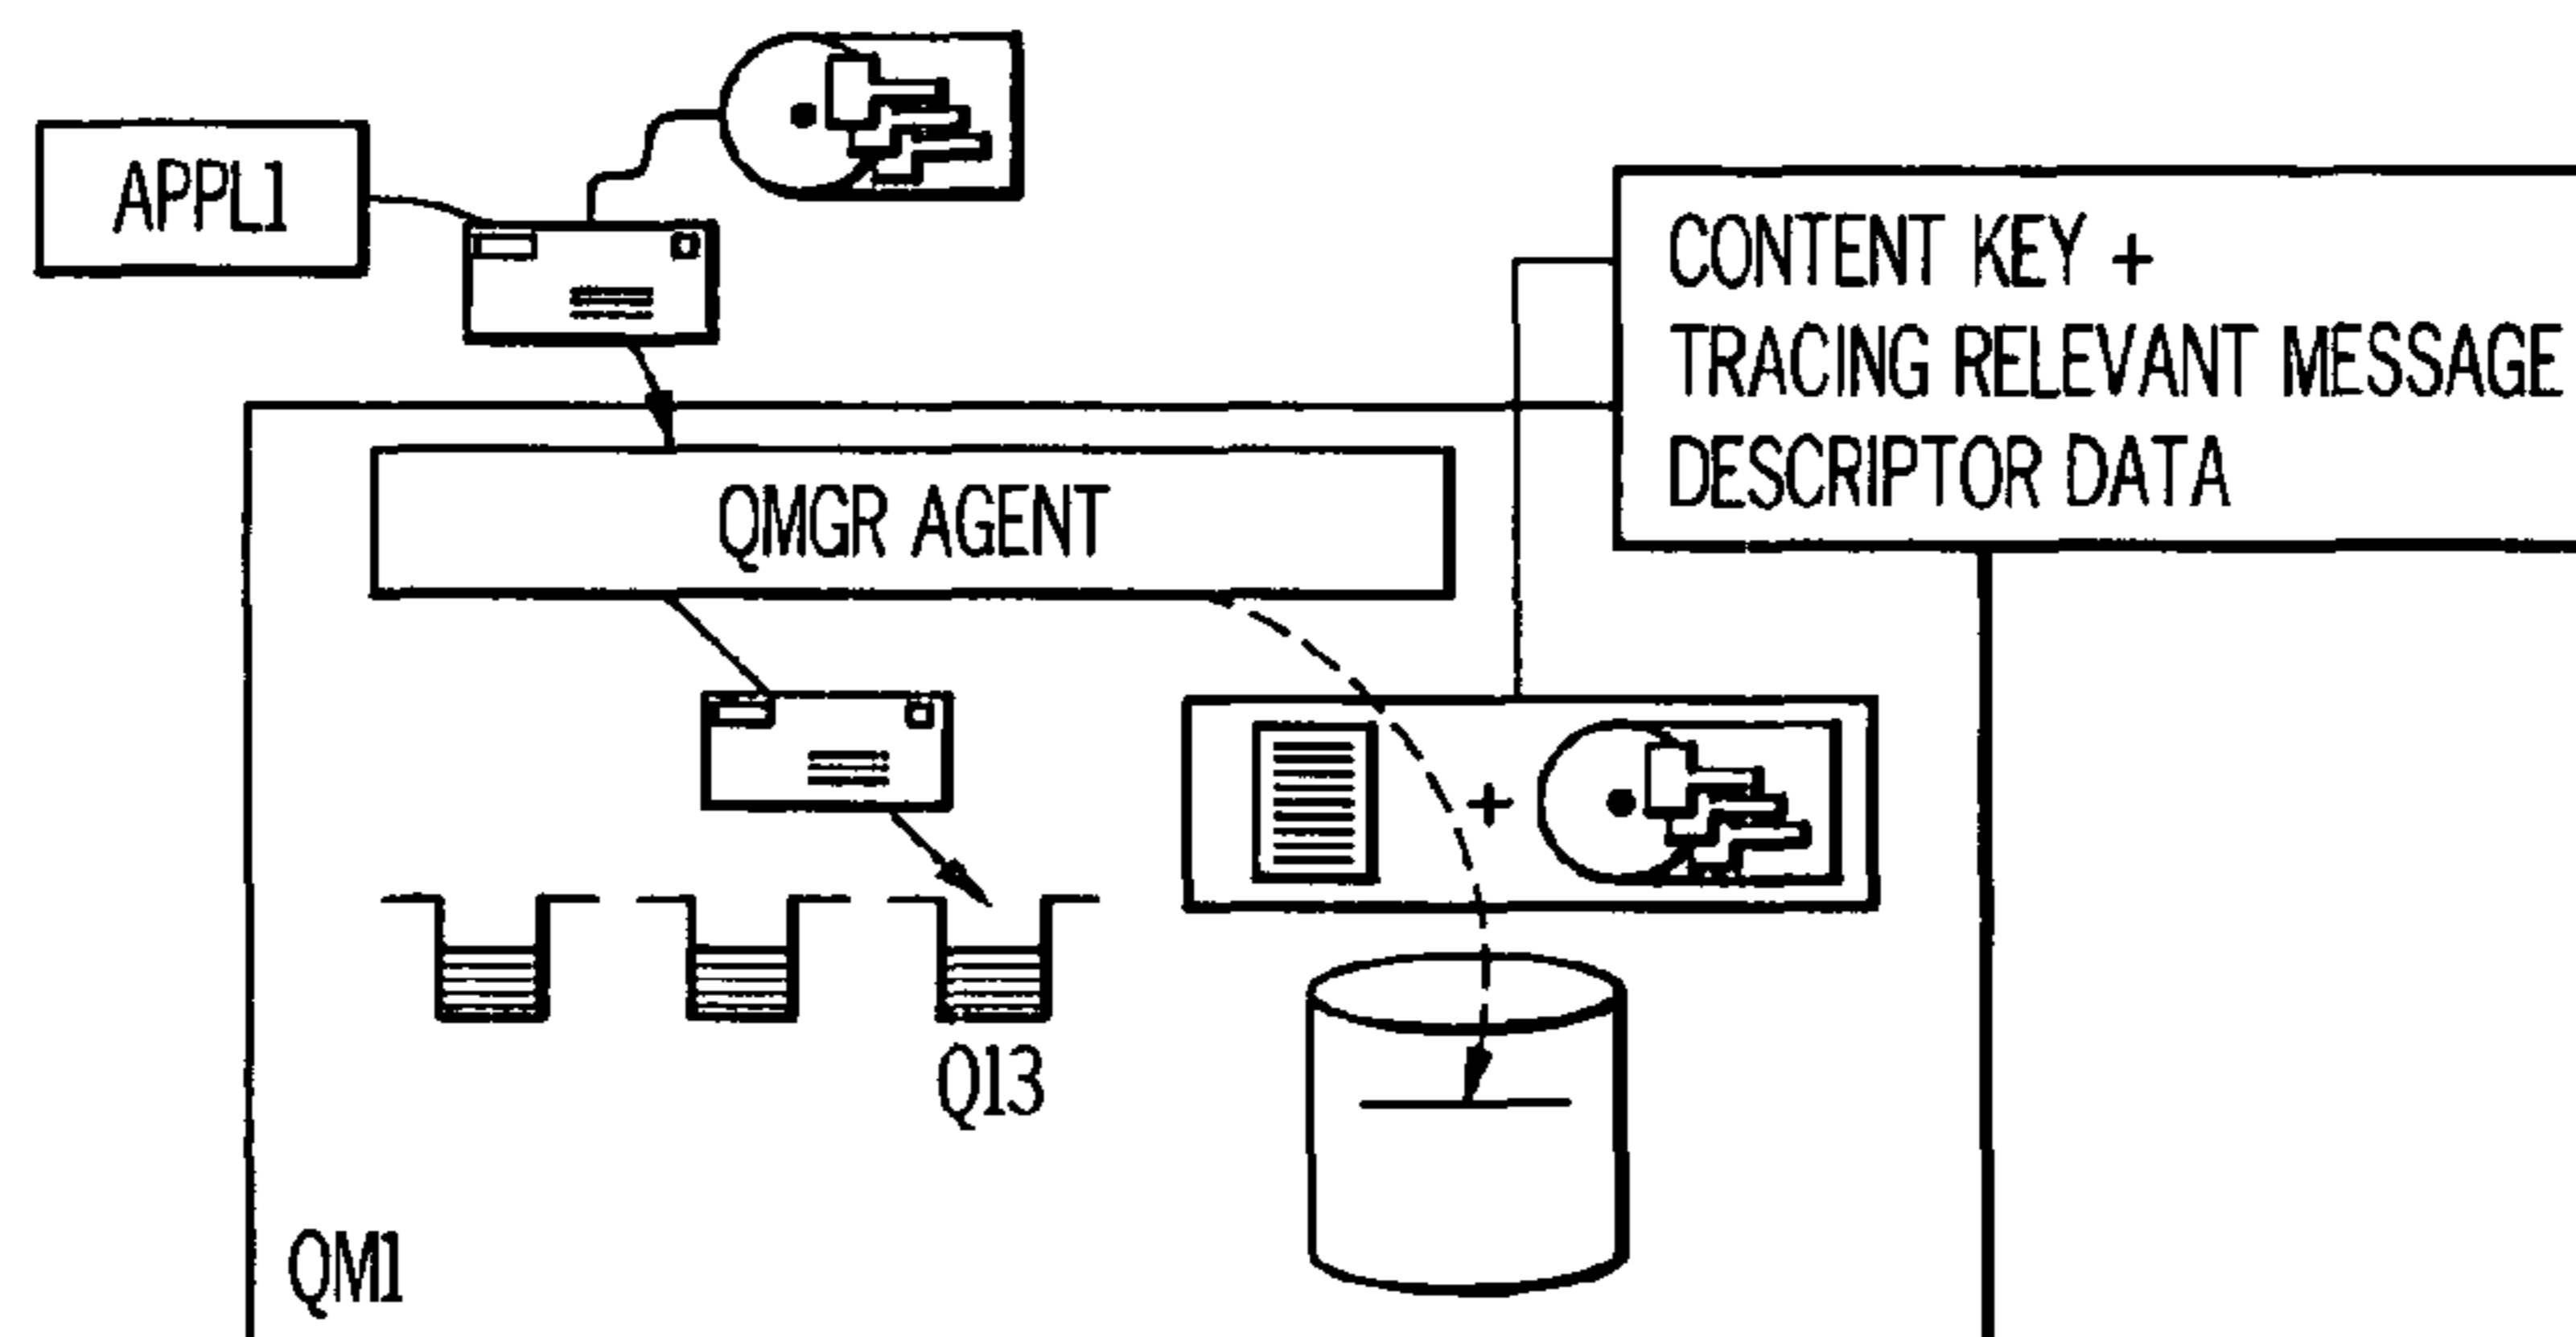 APPL1
CONTENT KEY +
TRACING RELEVANT MESSAGE
DESCRIPTOR DATA
QMGR AGENT
+
Q13
QM1